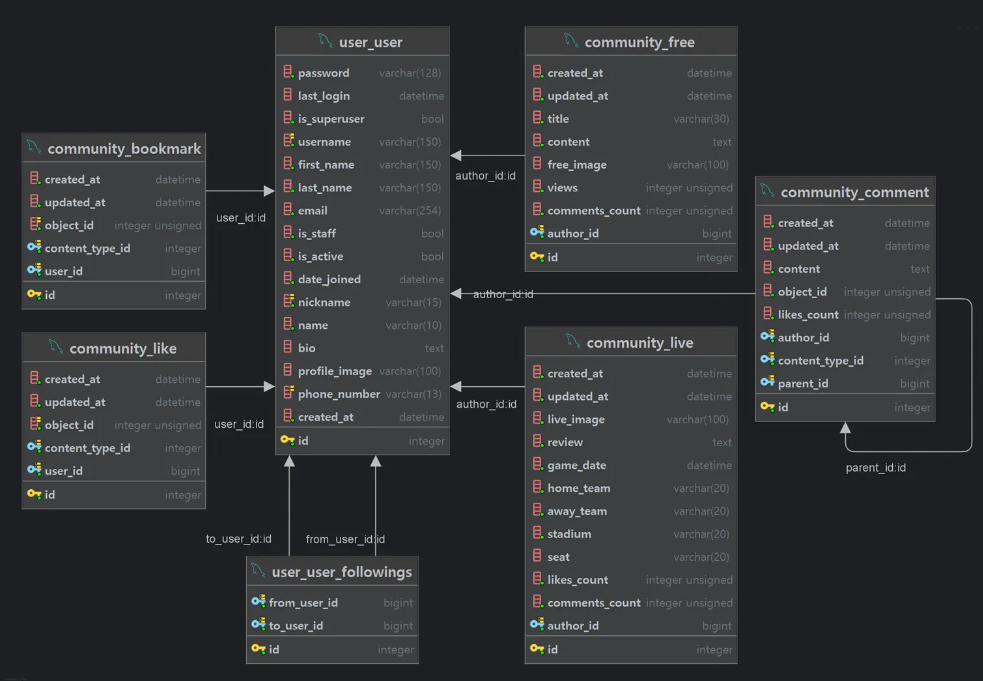 user_user
password varchar(128)
last_login datetime
is_superuser bool
username varchar(150)
first_name varchar(150)
last_name varchar(150)
email varchar(254)
is_staff bool
is_active bool
date_joined datetime
nickname varchar(15)
name varchar(10)
bio text
profile_image varchar(100)
phone_number varchar(13)
created_at datetime
id integer
community_free
created_at datetime
updated_at datetime
title varchar(30)
content text
free_image varchar(100)
views integer unsigned
comments_count integer unsigned
author_id bigint
id integer
community_bookmark
created_at datetime
updated_at datetime
object_id integer unsigned
content_type_id integer
user_id bigint
id integer
community_comment
created_at datetime
updated_at datetime
content text
object_id integer unsigned
likes_count integer unsigned
author_id bigint
content_type_id integer
parent_id bigint
id integer
community_like
created_at datetime
updated_at datetime
object_id integer unsigned
content_type_id integer
user_id bigint
id integer
community_live
created_at datetime
updated_at datetime
live_image varchar(100)
review text
game_date datetime
home_team varchar(20)
away_team varchar(20)
stadium varchar(20)
seat varchar(20)
likes_count integer unsigned
comments_count integer unsigned
author_id bigint
id integer
user_user_followings
from_user_id bigint
to_user_id bigint
id integer
author_id:id
user_id:id
author_id:id
author_id:id
user_id:id
parent_id:id
to_user_id:id
from_user_id:id